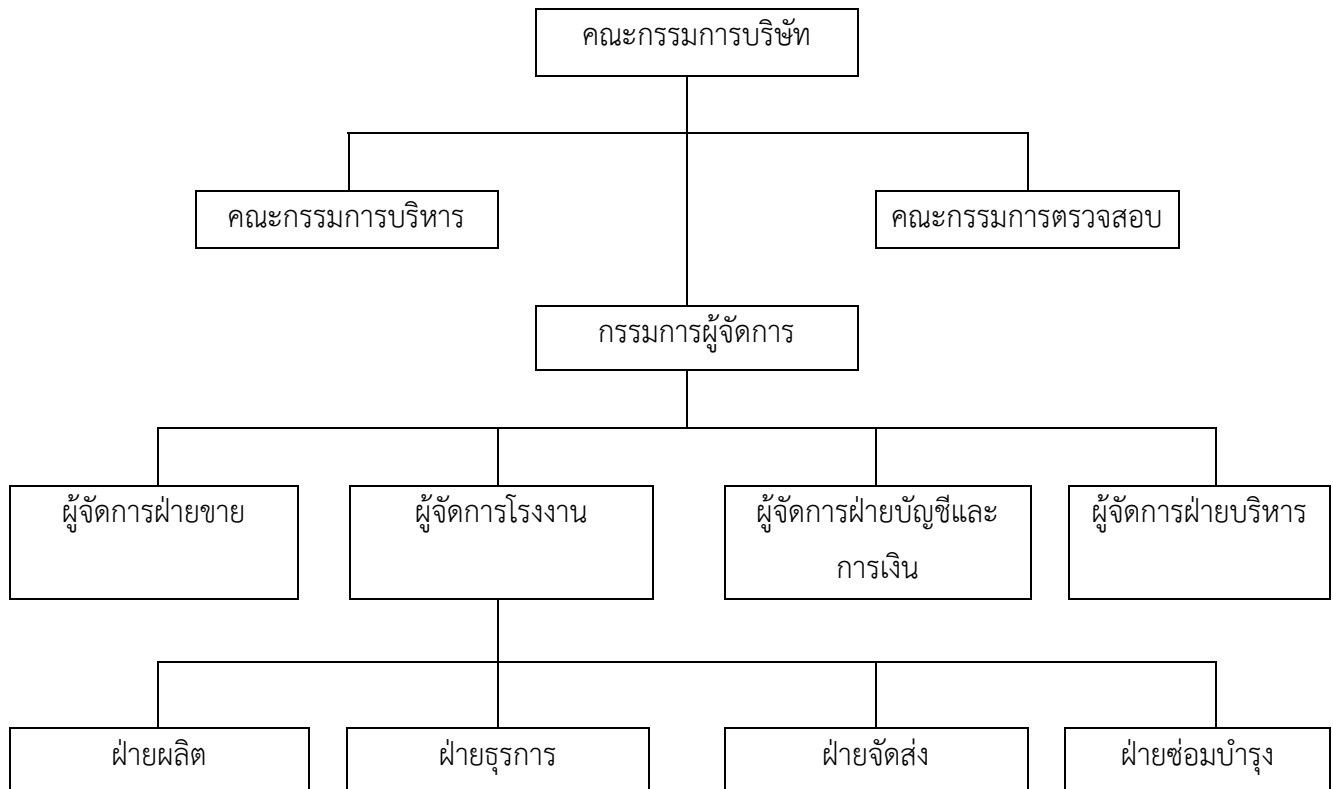 คณะกรรมการบริษัท
คณะกรรมการบริหาร
คณะกรรมการตรวจสอบ
กรรมการผู้จัดการ
ผู้จัดการฝ่ายขาย
ผู้จัดการโรงงาน
ผู้จัดการฝ่ายบัญชีและ
การเงิน
ผู้จัดการฝ่ายบริหาร
ฝ่ายผลิต
ฝ่ายธุรการ
ฝ่ายจัดส่ง
ฝ่ายซ่อมบำรุง